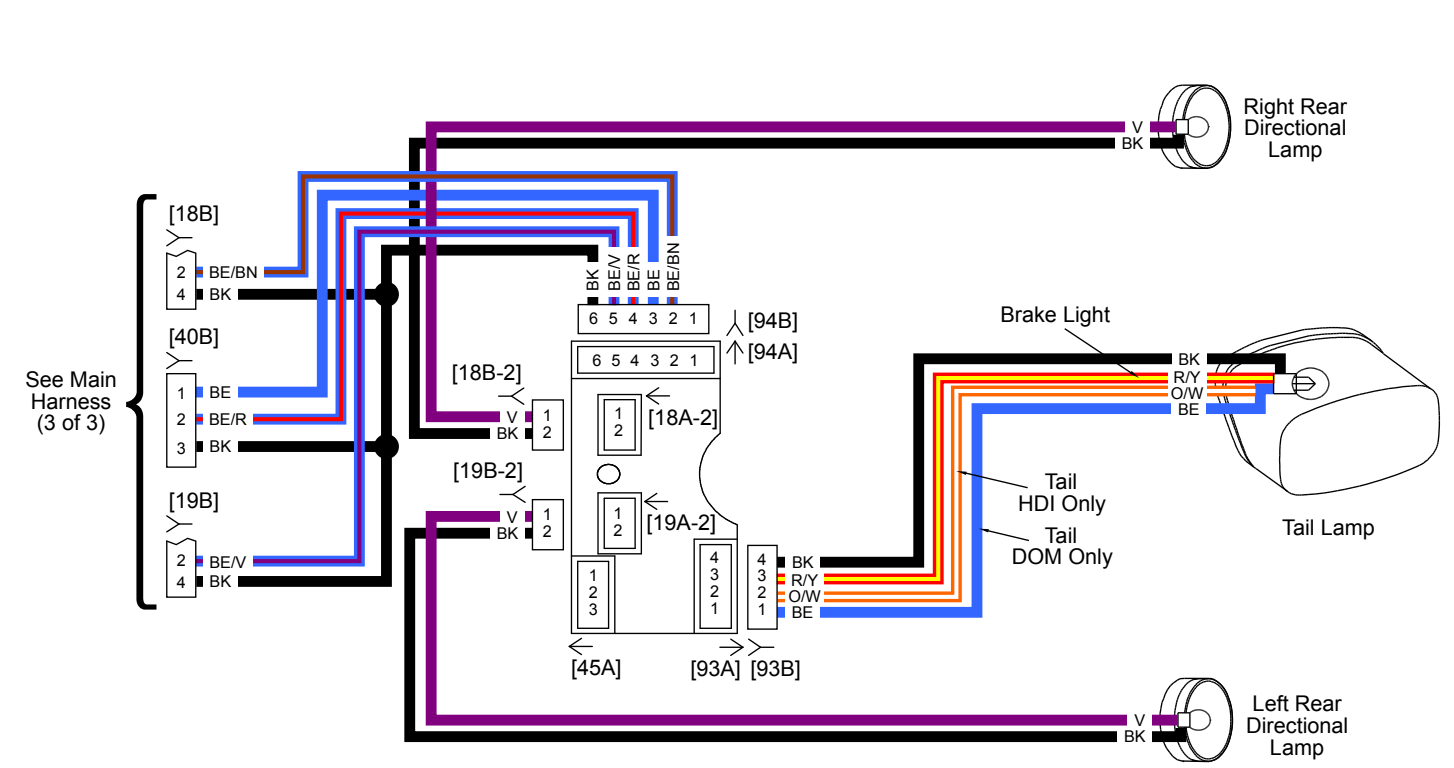 V
BK
Right Rear
Directional
Lamp
[18B]
2 BE/BN
4 BK
[40B]
1 BE
2 BE/R
3 BK
[19B]
2 BE/V
4 BK
See Main
Harness
(3 of 3)
BK
BE/V
BE/R
BE
BE/BN
6 5 4 3 2 1
[94B]
[94A]
6 5 4 3 2 1
[18B-2]
V 1
BK 2
1
2
[18A-2]
[19B-2]
V 1
BK 2
1
2
[19A-2]
1
2
3
[45A]
4
3
2
1
[93A]
4 BK
3 R/Y
2 O/W
1 BE
[93B]
Brake Light
BK
R/Y
O/W
BE
Tail
HDI Only
Tail
DOM Only
Tail Lamp
V
BK
Left Rear
Directional
Lamp